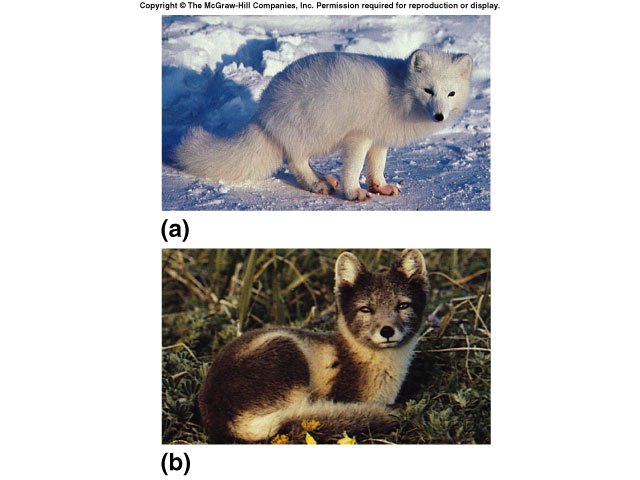 Copyright © The McGraw-Hill Companies, Inc. Permission required for reproduction or display.
(a)
(b)